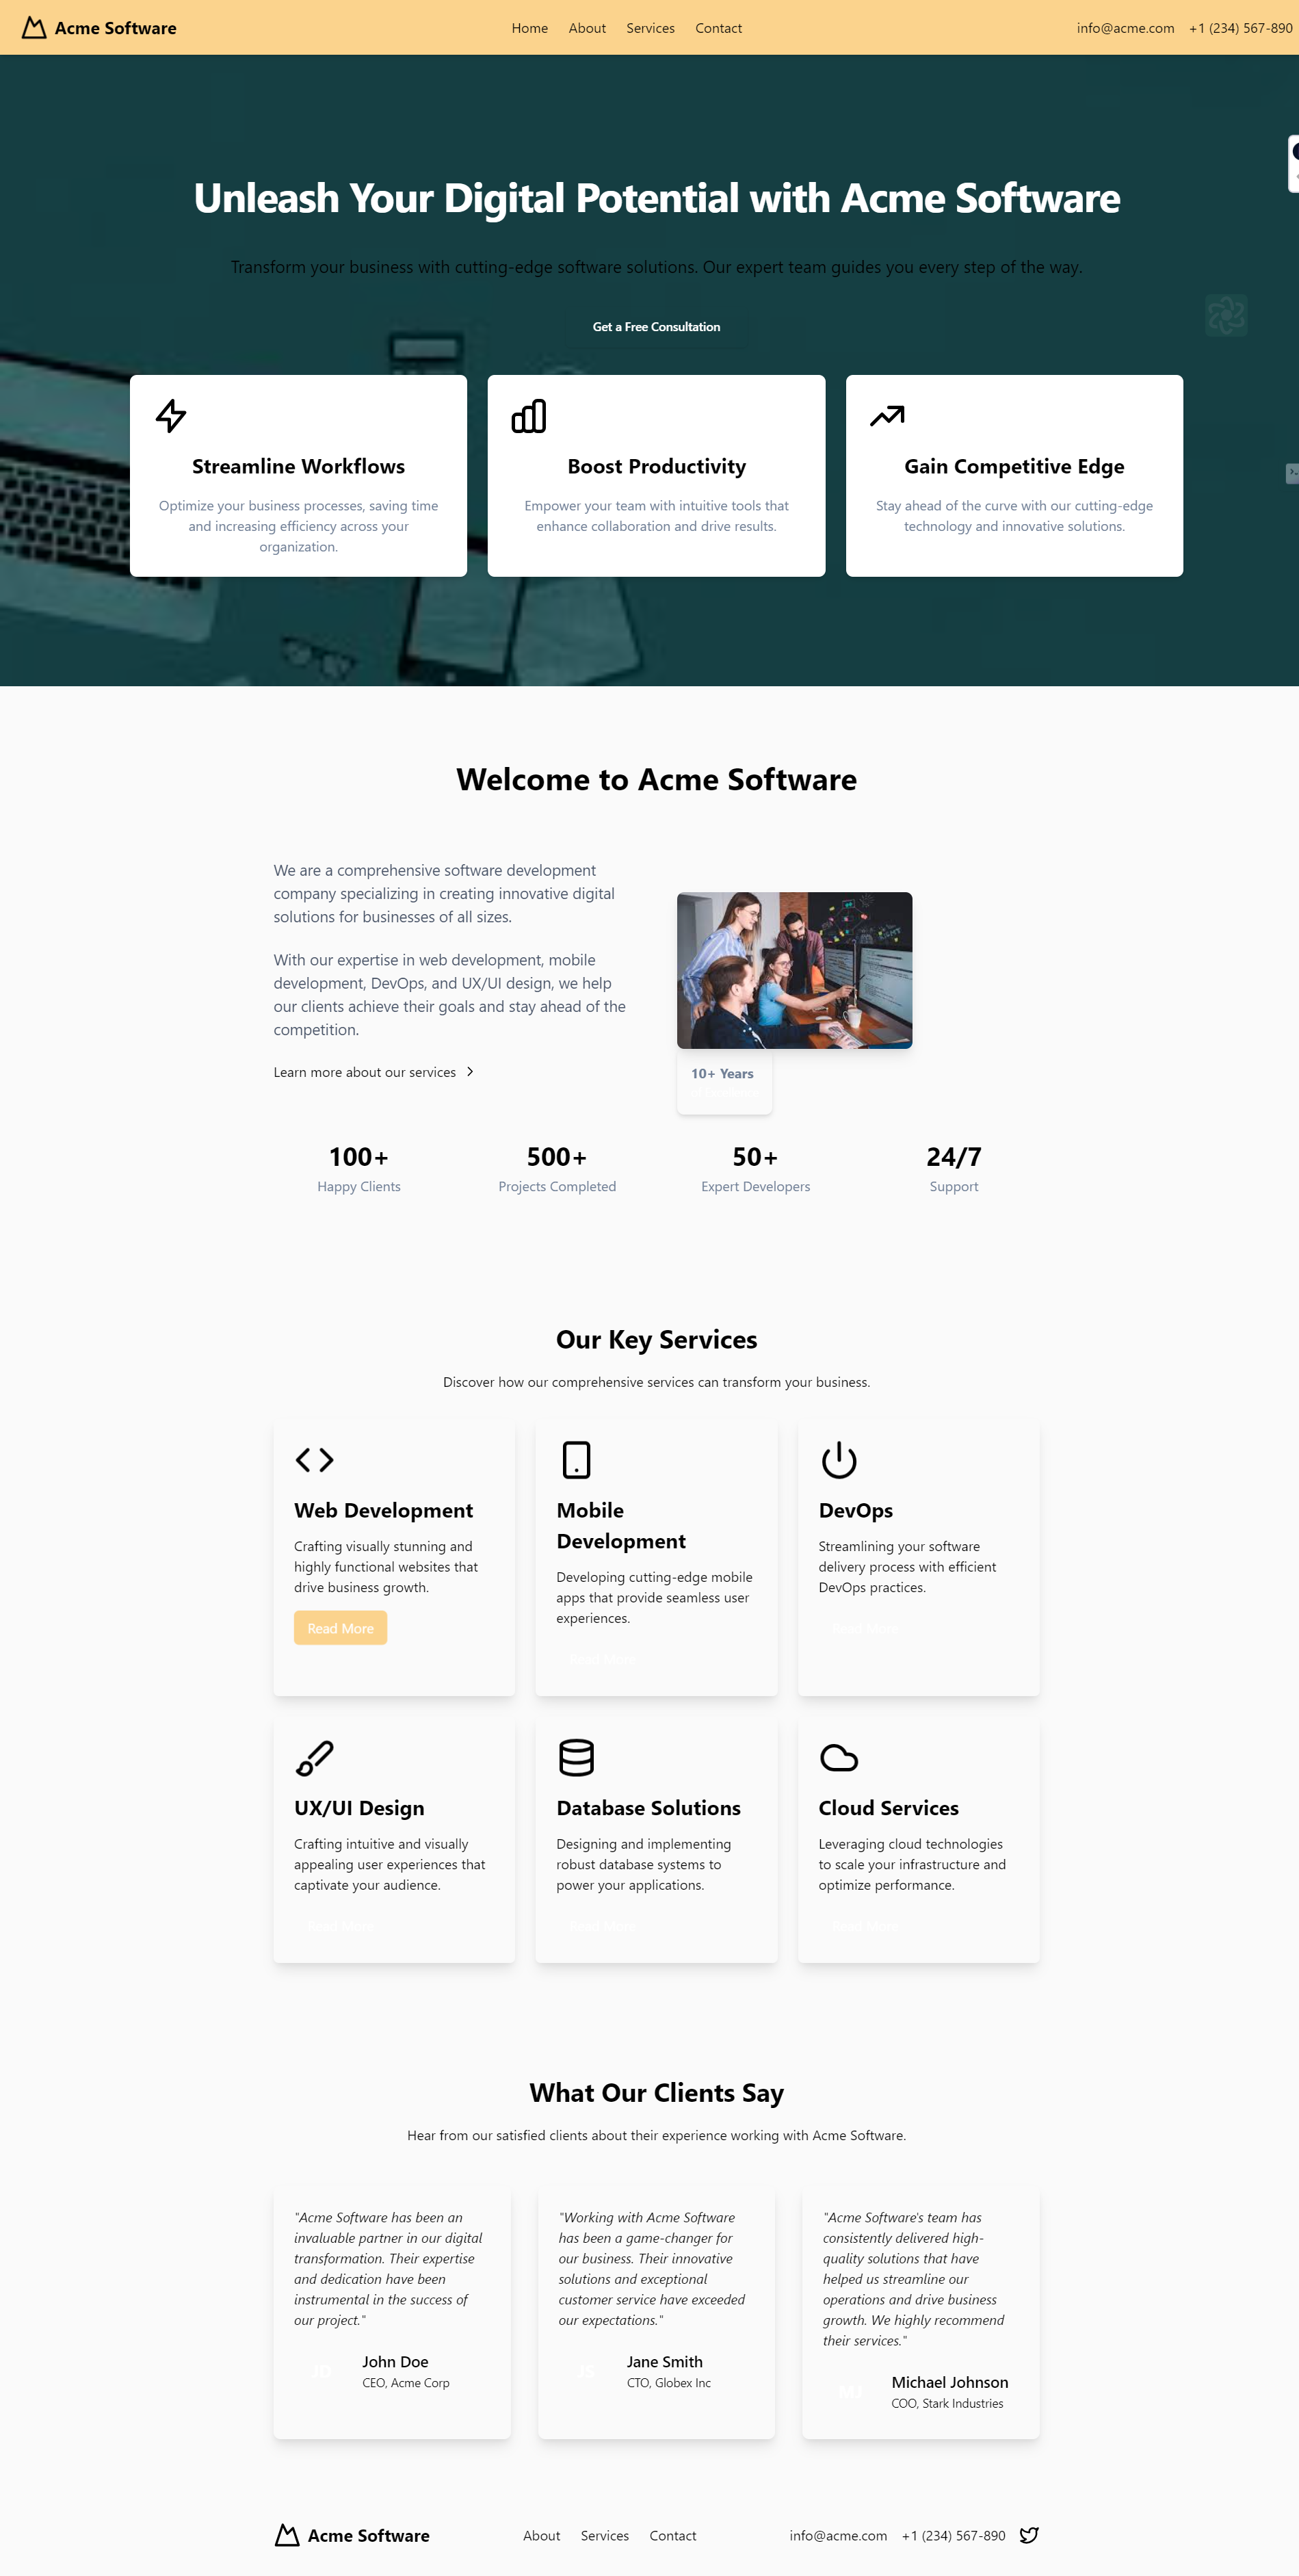 Acme Software
Home About Services Contact
info@acme.com +1 (234) 567-890
Unleash Your Digital Potential with Acme Software
Transform your business with cutting-edge software solutions. Our expert team guides you every step of the way.
Get a Free Consultation
Streamline Workflows
Optimize your business processes, saving time
and increasing efficiency across your
organization.
Boost Productivity
Empower your team with intuitive tools that
enhance collaboration and drive results.
Gain Competitive Edge
Stay ahead of the curve with our cutting-edge
technology and innovative solutions.
Welcome to Acme Software
We are a comprehensive software development
company specializing in creating innovative digital
solutions for businesses of all sizes.
With our expertise in web development, mobile
development, DevOps, and UX/UI design, we help
our clients achieve their goals and stay ahead of the
competition.
Learn more about our services
10+ Years
100+
Happy Clients
500+
Projects Completed
50+
Expert Developers
24/7
Support
Our Key Services
Discover how our comprehensive services can transform your business.
Web Development
Crafting visually stunning and
highly functional websites that
drive business growth.
Read More
Mobile
Development
Developing cutting-edge mobile
apps that provide seamless user
experiences.
Read More
DevOps
Streamlining your software
delivery process with efficient
DevOps practices.
Read More
UX/UI Design
Crafting intuitive and visually
appealing user experiences that
captivate your audience.
Read More
Database Solutions
Designing and implementing
robust database systems to
power your applications.
Read More
Cloud Services
Leveraging cloud technologies
to scale your infrastructure and
optimize performance.
Read More
What Our Clients Say
Hear from our satisfied clients about their experience working with Acme Software.
"Acme Software has been an
invaluable partner in our digital
transformation. Their expertise
and dedication have been
instrumental in the success of
our project."
JD
John Doe
CEO, Acme Corp
"Working with Acme Software
has been a game-changer for
our business. Their innovative
solutions and exceptional
customer service have exceeded
our expectations."
JS
Jane Smith
CTO, Globex Inc
"Acme Software's team has
consistently delivered high-
quality solutions that have
helped us streamline our
operations and drive business
growth. We highly recommend
their services."
MJ
Michael Johnson
COO, Stark Industries
Acme Software
About Services Contact
info@acme.com +1 (234) 567-890